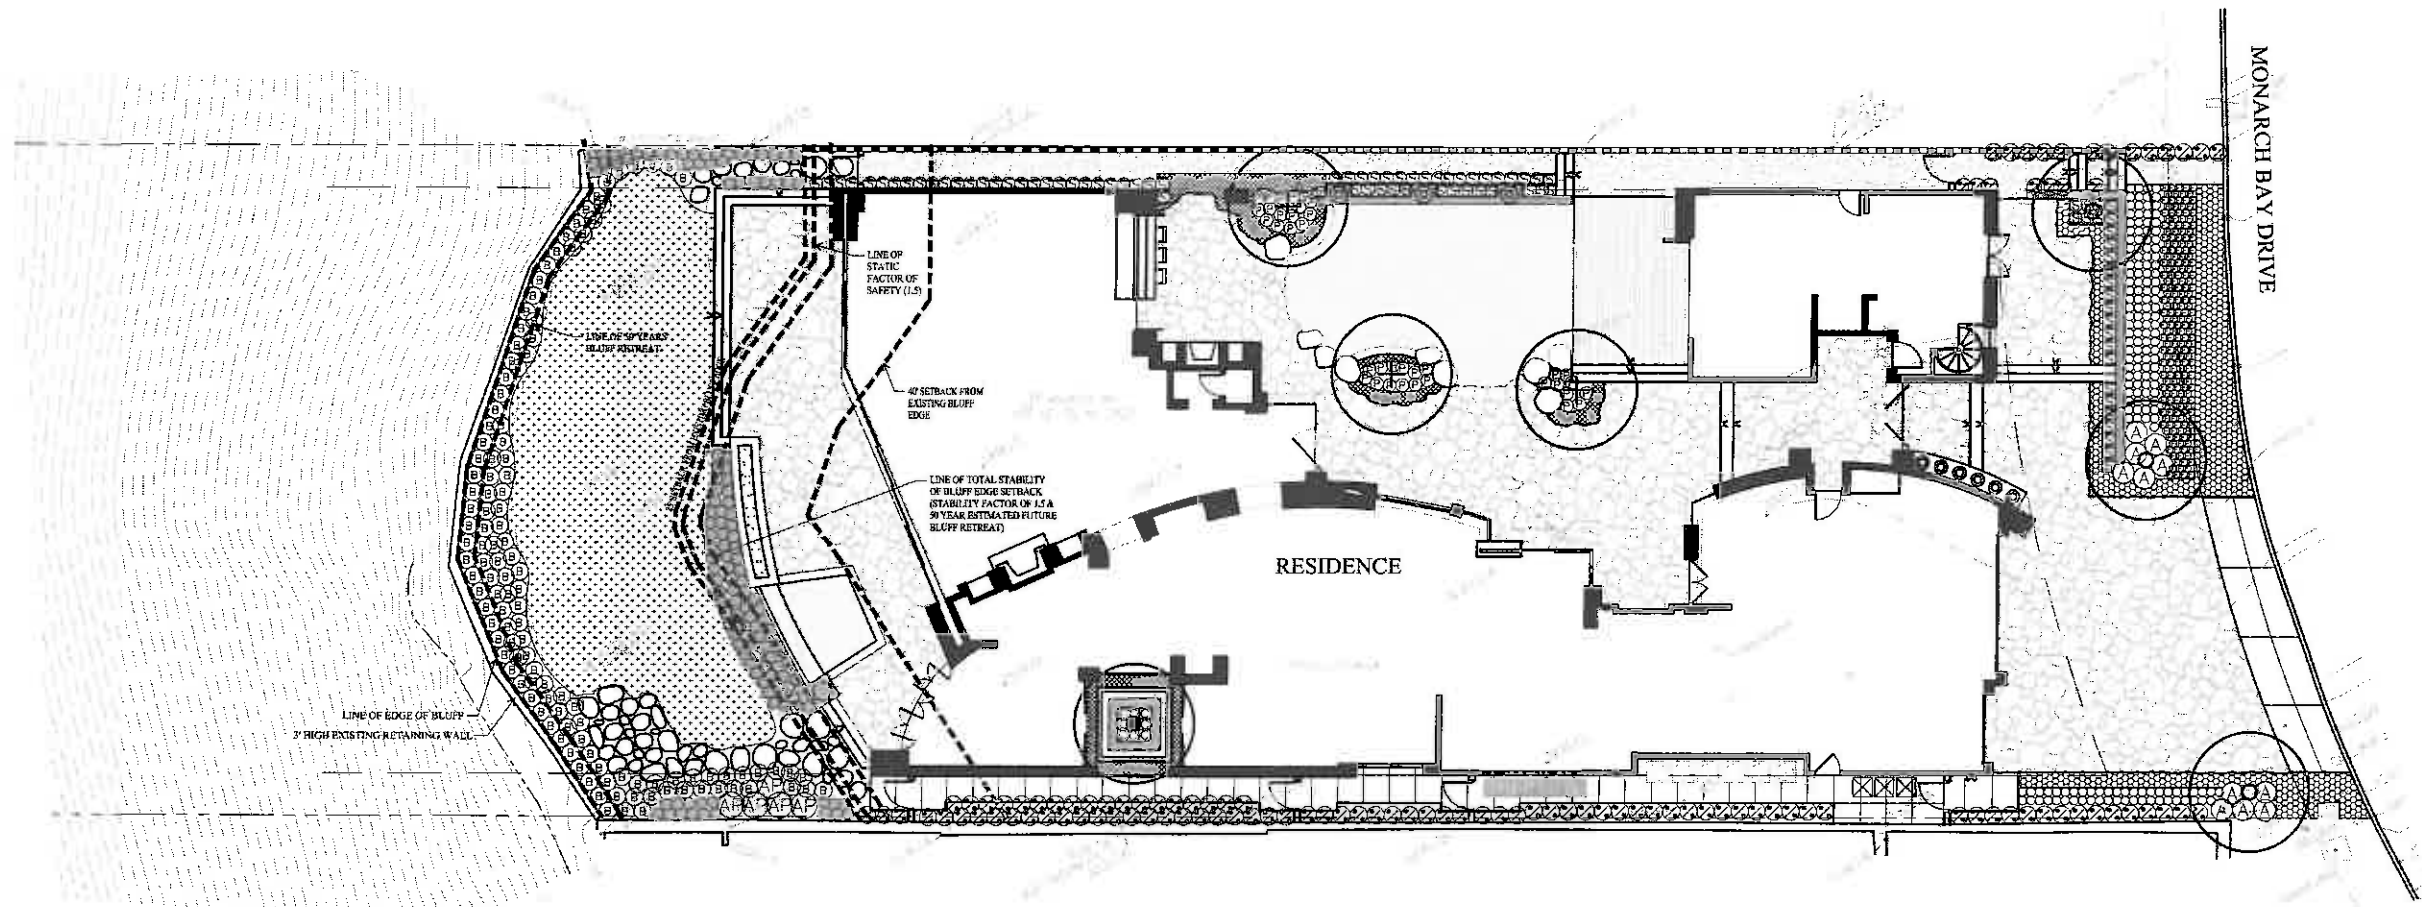 MONARCH BAY DRIVE
LINE OF
STATIC
FACTOR OF
SAFETY (1.5)
LINE OF 50 YEARS
BLUFF RETREAT
40' SETBACK FROM
EXISTING BLUFF
EDGE
LINE OF TOTAL STABILITY
OF BLUFF EDGE SETBACK
(STABILITY FACTOR OF 1.5 &
50 YEAR ESTIMATED FUTURE
BLUFF RETREAT)
RESIDENCE
LINE OF EDGE OF BLUFF
3' HIGH EXISTING RETAINING WALL